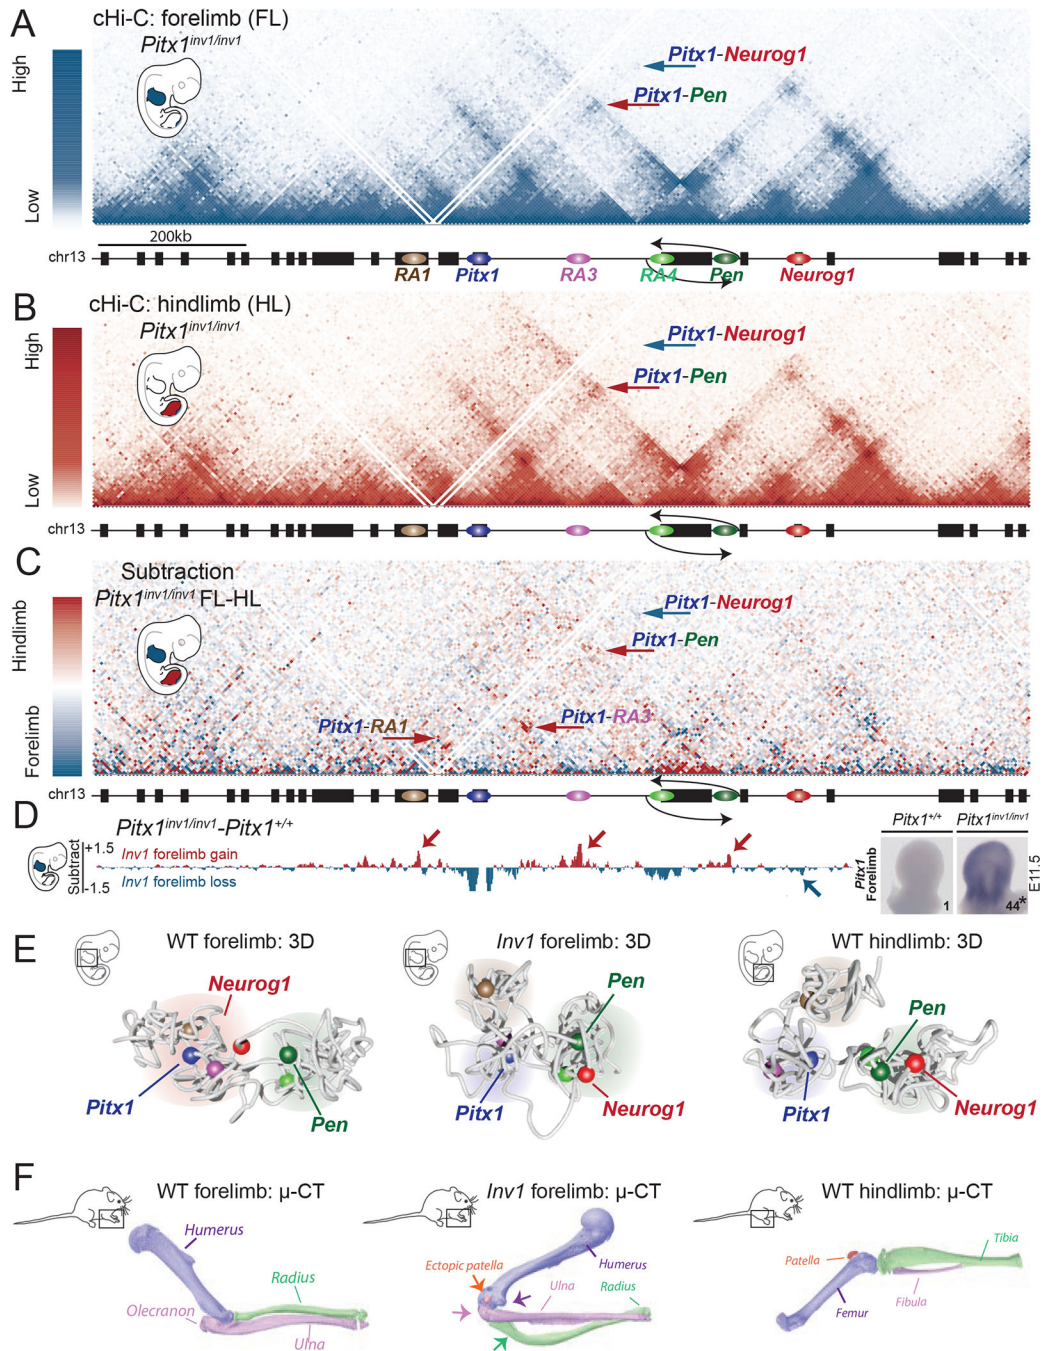 A
cHi-C: forelimb (FL)
Pitx1inv1/inv1
High
Low
Pitx1-Neurog1
Pitx1-Pen
200kb
chr13
RA1
Pitx1
RA3
RA4
Pen
Neurog1
B
cHi-C: hindlimb (HL)
Pitx1inv1/inv1
High
Low
Pitx1-Neurog1
Pitx1-Pen
chr13
C
Subtraction
Pitx1inv1/inv1 FL-HL
Hindlimb
Forelimb
Pitx1-Neurog1
Pitx1-Pen
Pitx1-RA1
Pitx1-RA3
chr13
D
Pitx1inv1/inv1-Pitx1+/+
Subtract
+1.5
-1.5
Inv1 forelimb gain
Inv1 forelimb loss
Pitx1+/+
Pitx1inv1/inv1
Pitx1
Forelimb
1
44*
E11.5
E
WT forelimb: 3D
Neurog1
Pitx1
Pen
Inv1 forelimb: 3D
Pen
Pitx1
Neurog1
WT hindlimb: 3D
Pen
Pitx1
Neurog1
F
WT forelimb: µ-CT
Humerus
Radius
Olecranon
Ulna
Inv1 forelimb: µ-CT
Ectopic patella
Humerus
Ulna
Radius
WT hindlimb: µ-CT
Patella
Tibia
Fibula
Femur